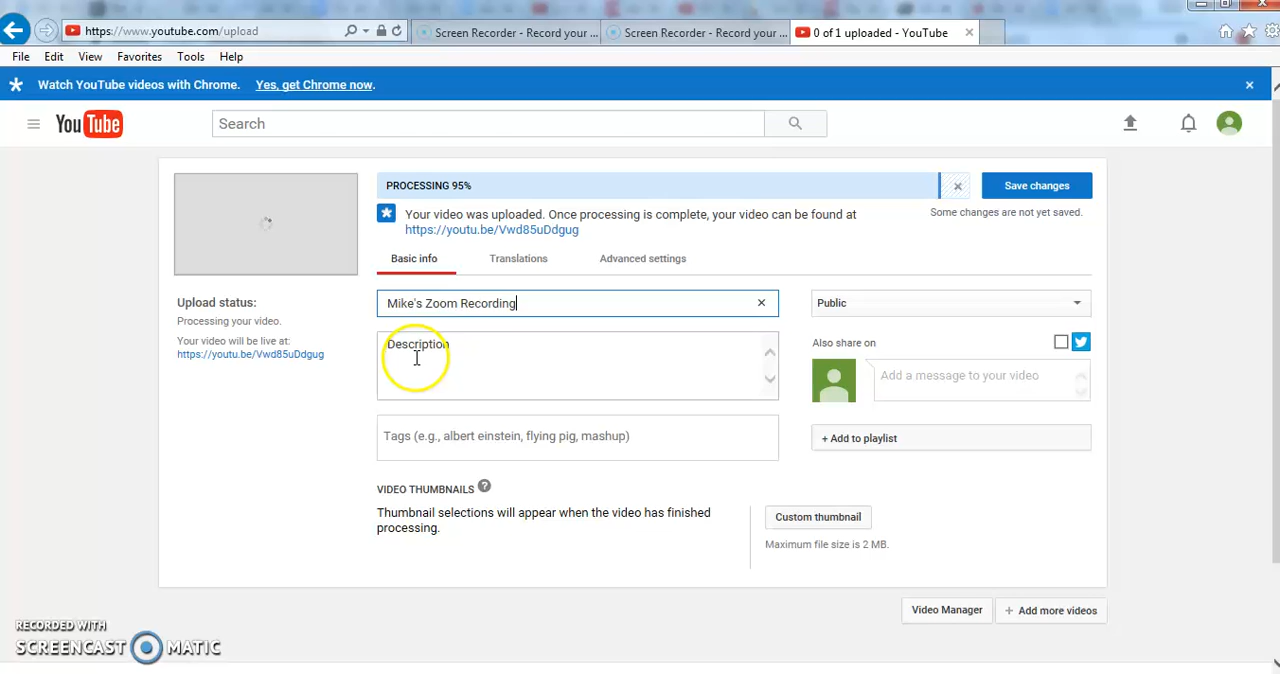 https://www.youtube.com/upload
Screen Recorder - Record your ...
Screen Recorder - Record your ...
0 of 1 uploaded - YouTube
File Edit View Favorites Tools Help
Watch YouTube videos with Chrome. Yes, get Chrome now.
YouTube
Search
PROCESSING 95%
Save changes
Your video was uploaded. Once processing is complete, your video can be found at
https://youtu.be/Vwd85uDdgug
Some changes are not yet saved.
Basic info Translations Advanced settings
Upload status:
Processing your video.
Your video will be live at:
https://youtu.be/Vwd85uDdgug
Mike's Zoom Recording
Description
Tags (e.g., albert einstein, flying pig, mashup)
Public
Also share on
Add a message to your video
+ Add to playlist
VIDEO THUMBNAILS ?
Thumbnail selections will appear when the video has finished
processing.
Custom thumbnail
Maximum file size is 2 MB.
Video Manager
+ Add more videos
RECORDED WITH
SCREENCAST MATIC